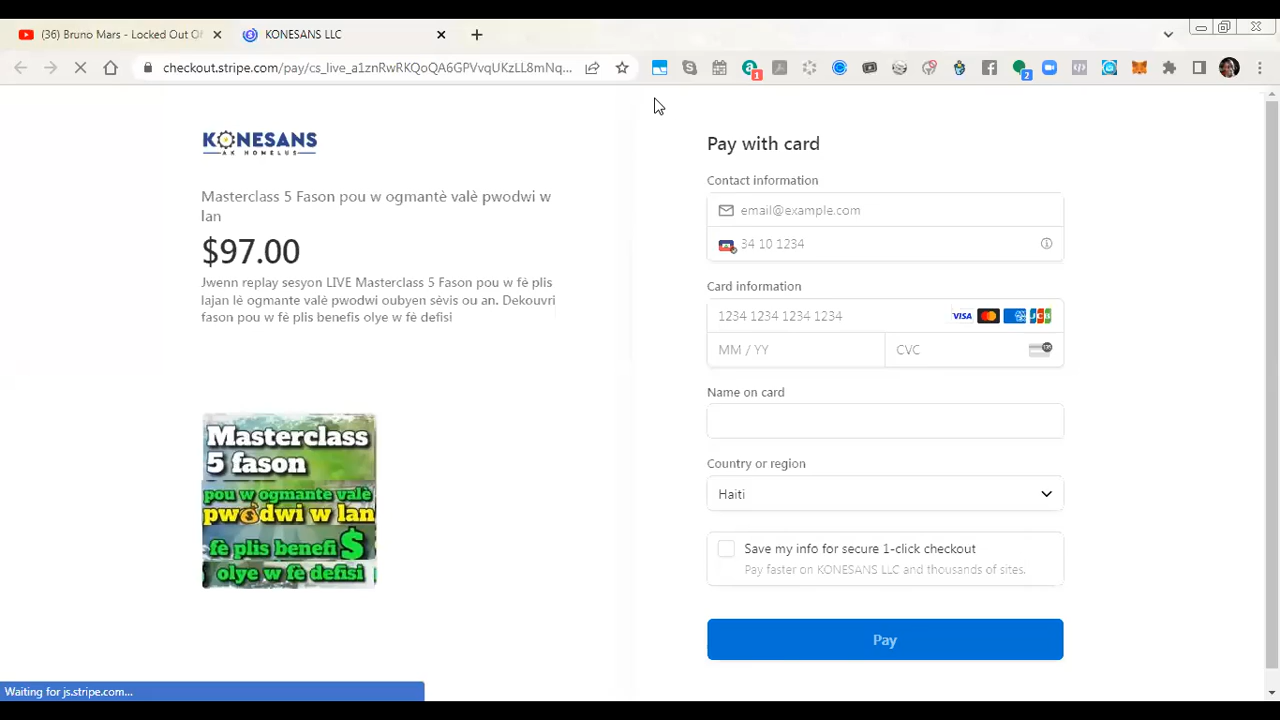 (36) Bruno Mars - Locked Out Of
KONESANS LLC
checkout.stripe.com/pay/cs_live_a1znRwRKQoQA6GPVvqUKzLL8mNq...
1
2
KONESANS
AK HOMELUS
Masterclass 5 Fason pou w ogmantè valè pwodwi w
lan
$97.00
Jwenn replay sesyon LIVE Masterclass 5 Fason pou w fè plis
lajan lè ogmante valè pwodwi oubyen sèvis ou an. Dekouvri
fason pou w fè plis benefis olye w fè defisi
Masterclass
5 fason
pou w ogmante valè
pwodwi w lan
fè plis benefi $
olye w fè defisi
Pay with card
Contact information
email@example.com
34 10 1234
Card information
1234 1234 1234 1234
VISA
JCB
MM / YY
CVC
Name on card
Country or region
Haiti
Save my info for secure 1-click checkout
Pay faster on KONESANS LLC and thousands of sites.
Pay
Waiting for js.stripe.com...